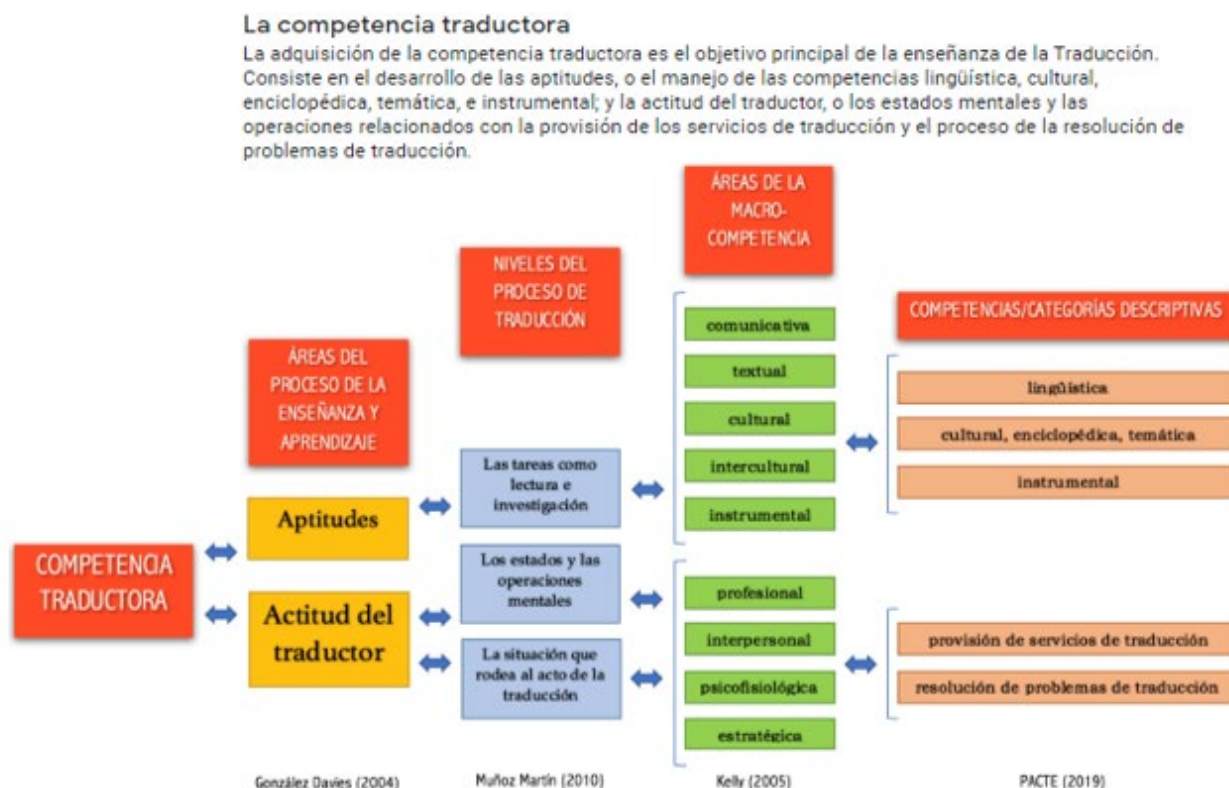 La competencia traductora
La adquisición de la competencia traductora es el objetivo principal de la enseñanza de la Traducción.
Consiste en el desarrollo de las aptitudes, o el manejo de las competencias lingüística, cultural,
enciclopédica, temática, e instrumental; y la actitud del traductor, o los estados mentales y las
operaciones relacionados con la provisión de los servicios de traducción y el proceso de la resolución de
problemas de traducción.
COMPETENCIA
TRADUCTORA
ÁREAS DEL
PROCESO DE LA
ENSEÑANZA Y
APRENDIZAJE
Aptitudes
Actitud del
traductor
González Davies (2004)
NIVELES DEL
PROCESO DE
TRADUCCIÓN
Las tareas como
lectura e
investigación
Los estados y las
operaciones
mentales
La situación que
rodea al acto de la
traducción
Muñoz Martín (2010)
ÁREAS DE LA
MACRO-
COMPETENCIA
comunicativa
textual
cultural
intercultural
instrumental
profesional
interpersonal
psicofisiológica
estratégica
Kelly (2005)
COMPETENCIAS/CATEGORÍAS DESCRIPTIVAS
lingüística
cultural, enciclopédica, temática
instrumental
provisión de servicios de traducción
resolución de problemas de traducción
PACTE (2019)